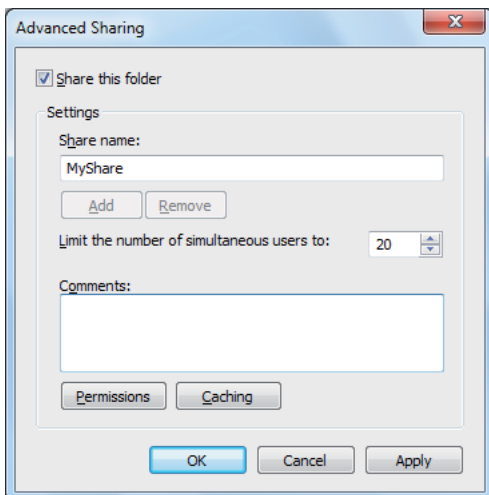 Advanced Sharing
Share this folder
Settings
Share name:
MyShare
Add Remove
Limit the number of simultaneous users to: 20
Comments:
Permissions Caching
OK Cancel Apply